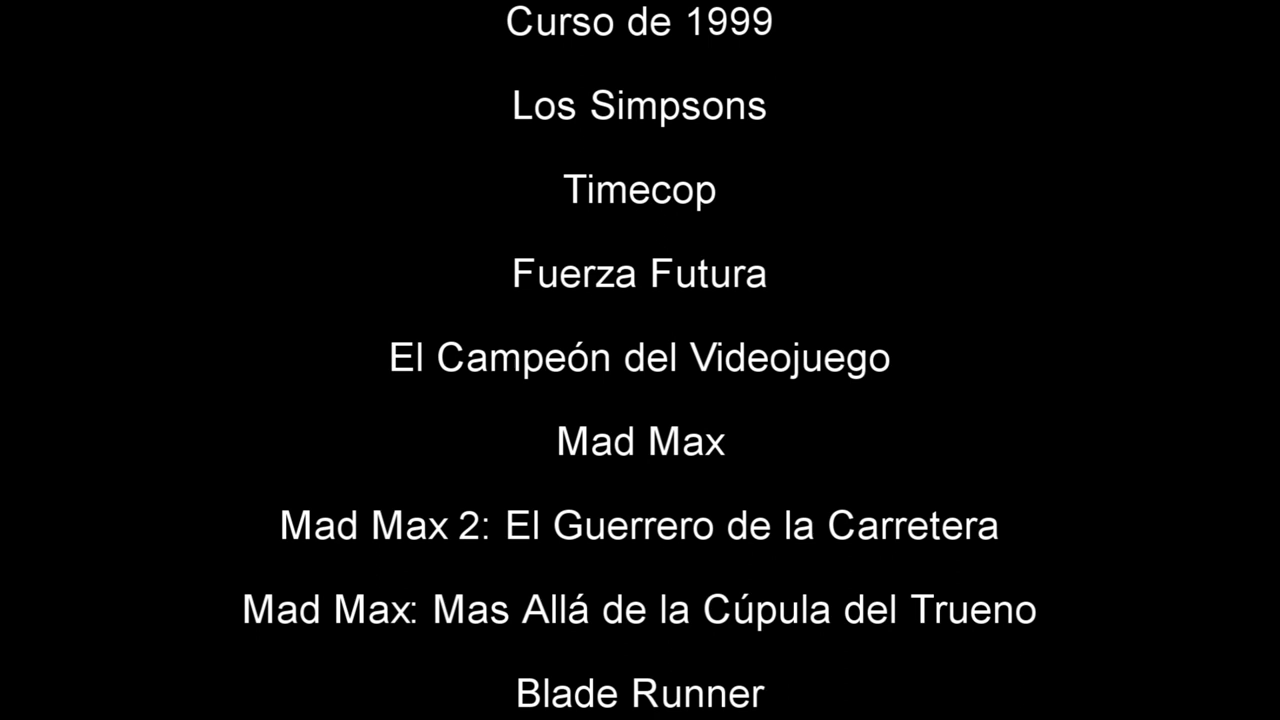 Curso de 1999
Los Simpsons
Timecop
Fuerza Futura
El Campeón del Videojuego
Mad Max
Mad Max 2: El Guerrero de la Carretera
Mad Max: Mas Allá de la Cúpula del Trueno
Blade Runner